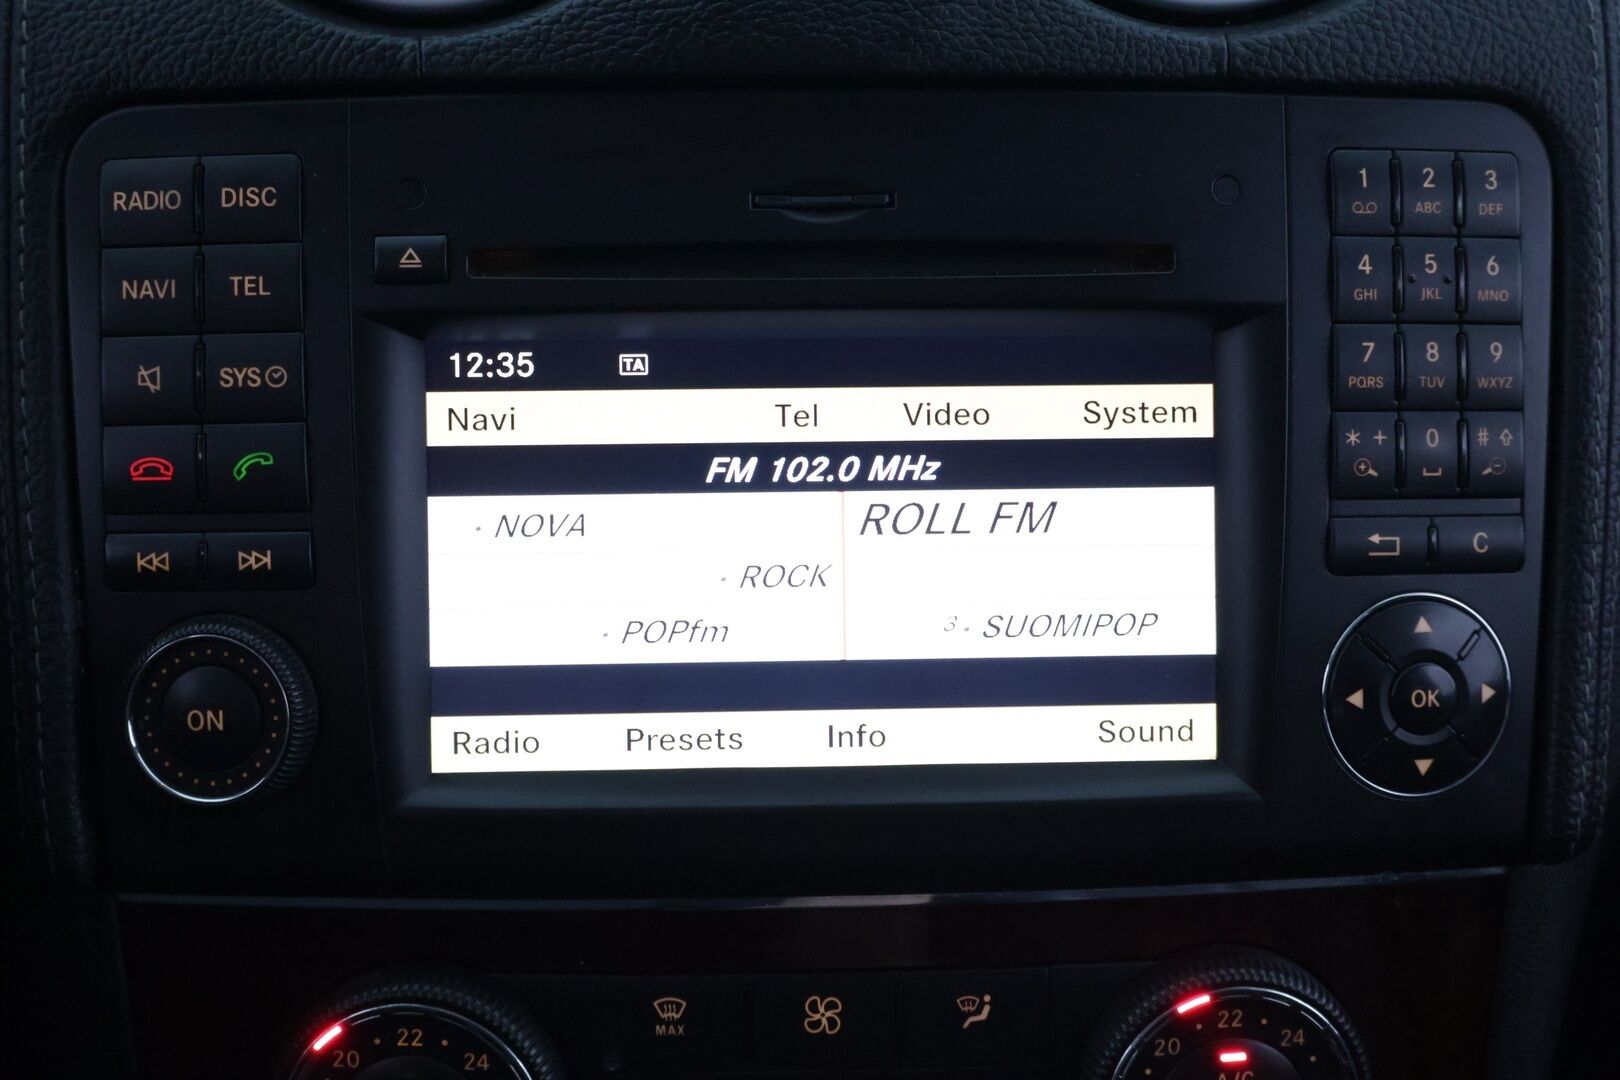 RADIO DISC
NAVI TEL
SYS
ON
12:35 TA
Navi Tel Video System
FM 102.0 MHz
· NOVA
ROLL FM
· ROCK
· POPfm
3· SUOMIPOP
Radio Presets Info Sound
1 2 3
ABC DEF
4 5 6
GHI JKL MNO
7 8 9
PQRS TUV WXYZ
* + 0 #
C
OK
MAX
20 · 22 · 24
20 · 22 · 24
A/C